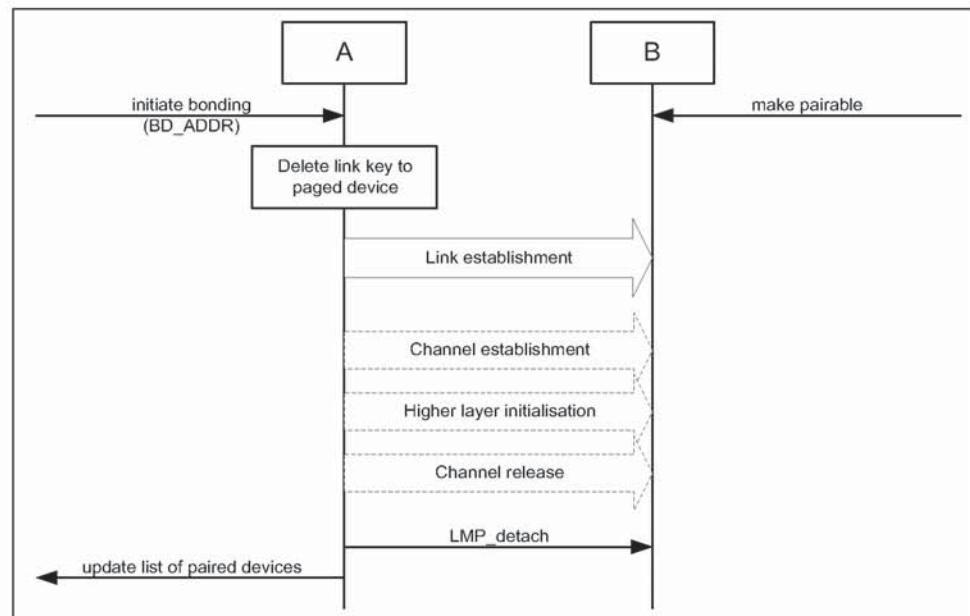 A
B
initiate bonding
(BD_ADDR)
make pairable
Delete link key to
paged device
Link establishment
Channel establishment
Higher layer initialisation
Channel release
LMP_detach
update list of paired devices